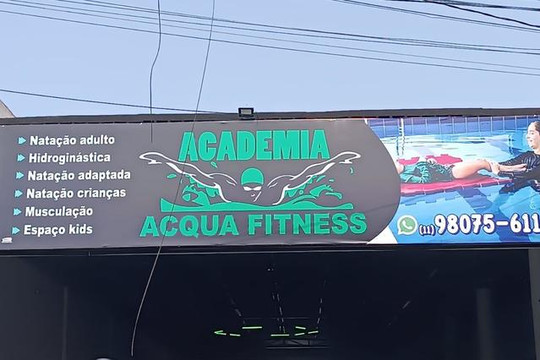 Natação adulto
Hidroginástica
Natação adaptada
Natação crianças
Musculação
Espaço kids
ACADEMIA
ACQUA FITNESS
(11) 98075-611